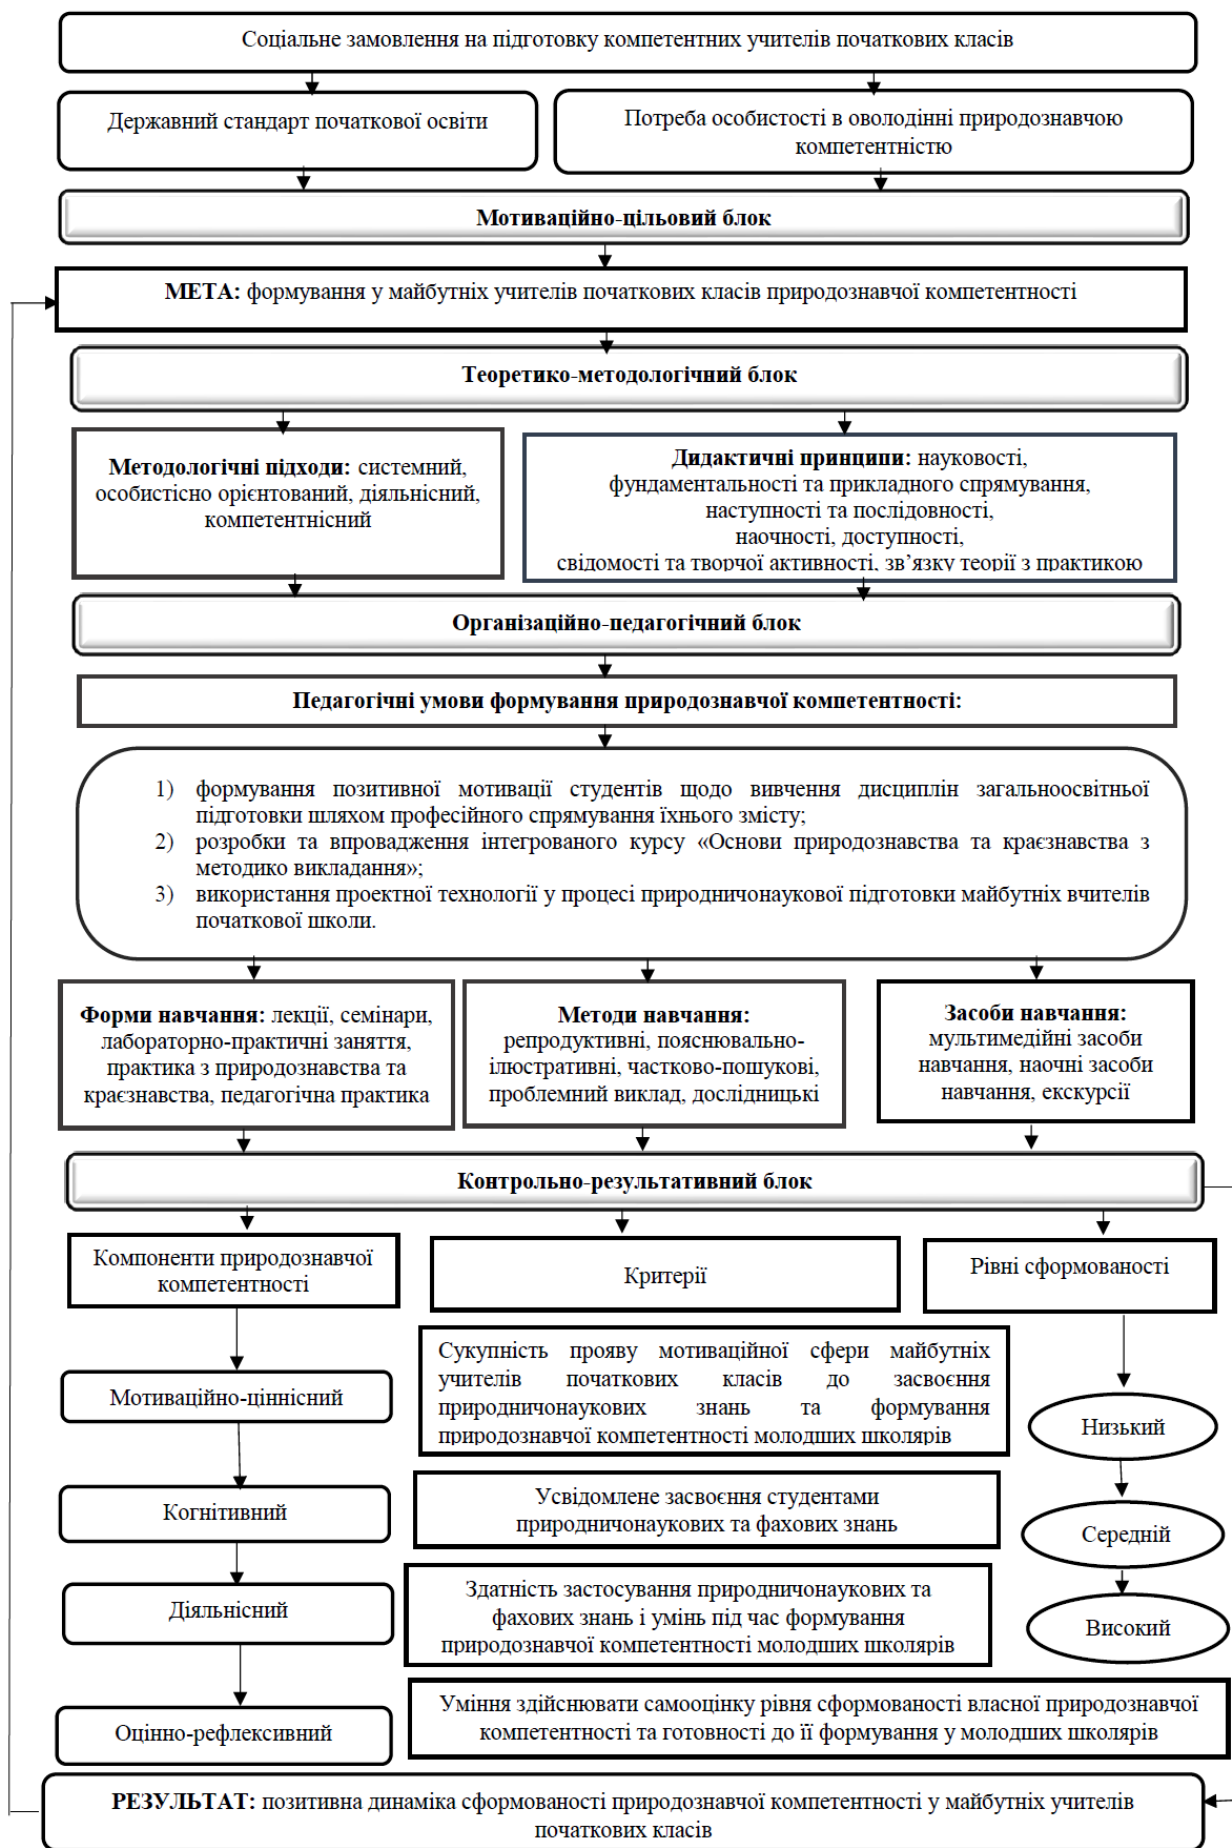 Соціальне замовлення на підготовку компетентних учителів початкових класів
Державний стандарт початкової освіти
Потреба особистості в оволодінні природознавчою
компетентністю
Мотиваційно-цільовий блок
МЕТА: формування у майбутніх учителів початкових класів природознавчої компетентності
Теоретико-методологічний блок
Методологічні підходи: системний,
особистісно орієнтований, діяльнісний,
компетентнісний
Дидактичні принципи: науковості,
фундаментальності та прикладного спрямування,
наступності та послідовності,
наочності, доступності,
свідомості та творчої активності, зв’язку теорії з практикою
Організаційно-педагогічний блок
Педагогічні умови формування природознавчої компетентності:
1) формування позитивної мотивації студентів щодо вивчення дисциплін загальноосвітньої
підготовки шляхом професійного спрямування їхнього змісту;
2) розробки та впровадження інтегрованого курсу «Основи природознавства та краєзнавства з
методико викладання»;
3) використання проектної технології у процесі природничонаукової підготовки майбутніх вчителів
початкової школи.
Форми навчання: лекції, семінари,
лабораторно-практичні заняття,
практика з природознавства та
краєзнавства, педагогічна практика
Методи навчання:
репродуктивні, пояснювально-
ілюстративні, частково-пошукові,
проблемний виклад, дослідницькі
Засоби навчання:
мультимедійні засоби
навчання, наочні засоби
навчання, екскурсії
Контрольно-результативний блок
Компоненти природознавчої
компетентності
Критерії
Рівні сформованості
Мотиваційно-ціннісний
Сукупність прояву мотиваційної сфери майбутніх
учителів початкових класів до засвоєння
природничонаукових знань та формування
природознавчої компетентності молодших школярів
Низький
Когнітивний
Усвідомлене засвоєння студентами
природничонаукових та фахових знань
Середній
Діяльнісний
Здатність застосування природничонаукових та
фахових знань і умінь під час формування
природознавчої компетентності молодших школярів
Високий
Оцінно-рефлексивний
Уміння здійснювати самооцінку рівня сформованості власної природознавчої
компетентності та готовності до її формування у молодших школярів
РЕЗУЛЬТАТ: позитивна динаміка сформованості природознавчої компетентності у майбутніх учителів
початкових класів